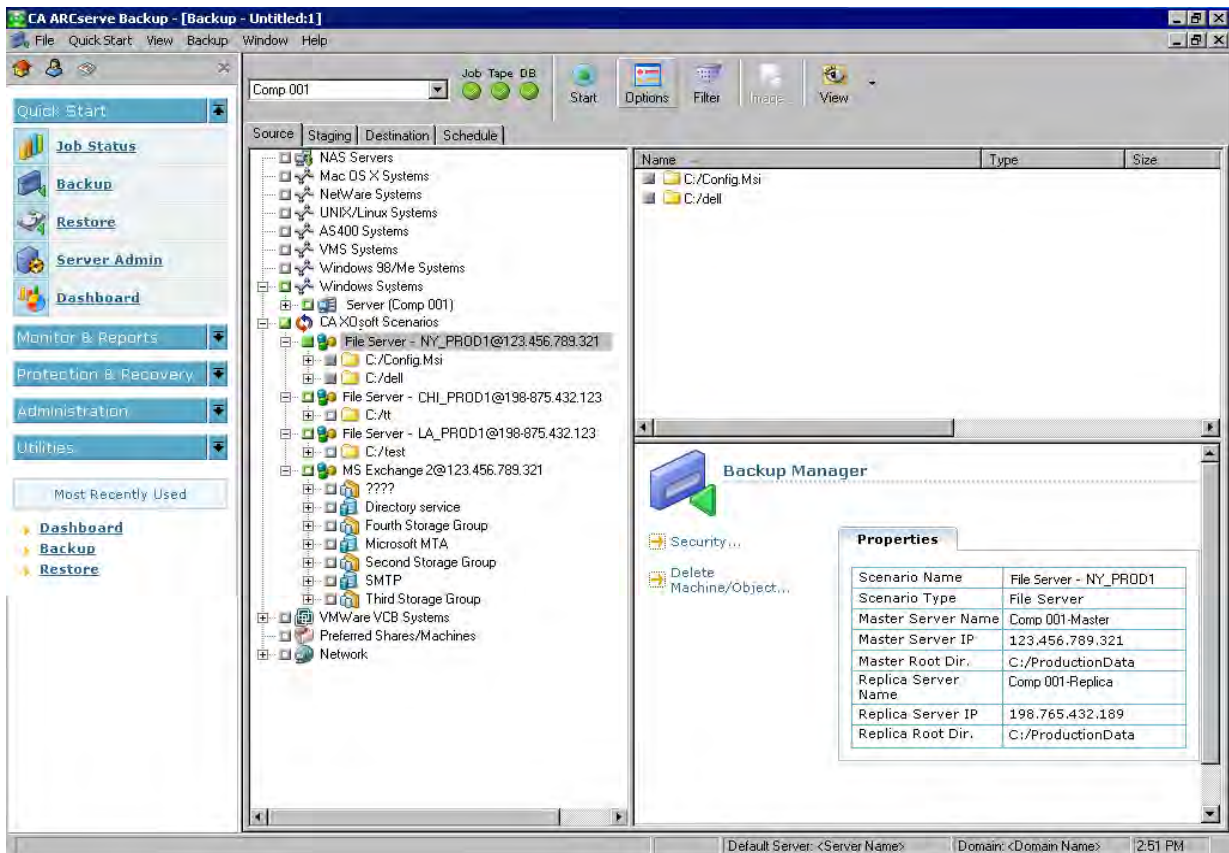 CA ARCserve Backup - [Backup - Untitled:1]
File Quick Start View Backup Window Help
Comp 001
Job Tape DB
Start
Options
Filter
Image...
View
Quick Start
Job Status
Backup
Restore
Server Admin
Dashboard
Monitor & Reports
Protection & Recovery
Administration
Utilities
Most Recently Used
Dashboard
Backup
Restore
Source Staging Destination Schedule
NAS Servers
Mac OS X Systems
NetWare Systems
UNIX/Linux Systems
AS400 Systems
VMS Systems
Windows 98/Me Systems
Windows Systems
Server (Comp 001)
CA XOsoft Scenarios
File Server - NY_PROD1@123.456.789.321
C:/Config.Msi
C:/dell
File Server - CHI_PROD1@198-875.432.123
C:/tt
File Server - LA_PROD1@198-875.432.123
C:/test
MS Exchange 2@123.456.789.321
????
Directory service
Fourth Storage Group
Microsoft MTA
Second Storage Group
SMTP
Third Storage Group
VMWare VCB Systems
Preferred Shares/Machines
Network
Name Type Size
C:/Config.Msi
C:/dell
Backup Manager
Security...
Delete
Machine/Object...
Properties
Scenario Name File Server - NY_PROD1
Scenario Type File Server
Master Server Name Comp 001-Master
Master Server IP 123.456.789.321
Master Root Dir. C:/ProductionData
Replica Server
Name Comp 001-Replica
Replica Server IP 198.765.432.189
Replica Root Dir. C:/ProductionData
Default Server: <Server Name> Domain: <Domain Name> 2:51 PM